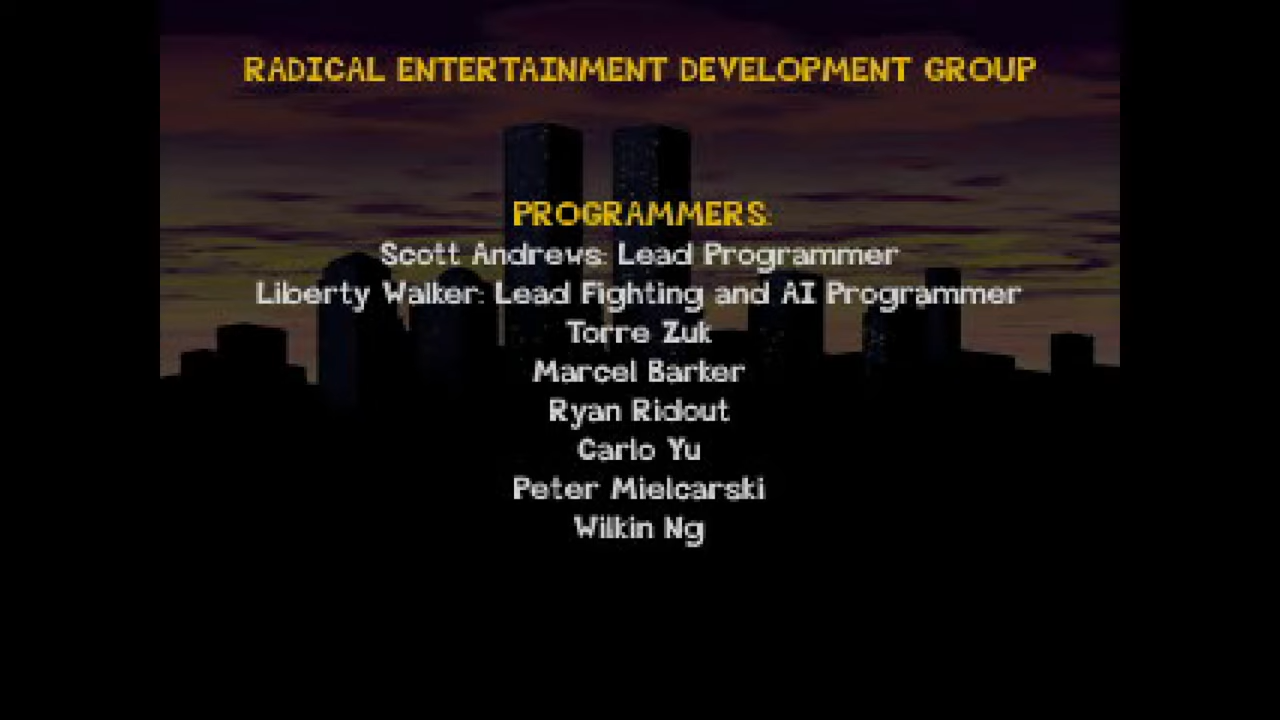 RADICAL ENTERTAINMENT DEVELOPMENT GROUP
PROGRAMMERS:
Scott Andrews: Lead Programmer
Liberty Walker: Lead Fighting and AI Programmer
Torre Zuk
Marcel Barker
Ryan Ridout
Carlo Yu
Peter Mielcarski
Wilkin Ng